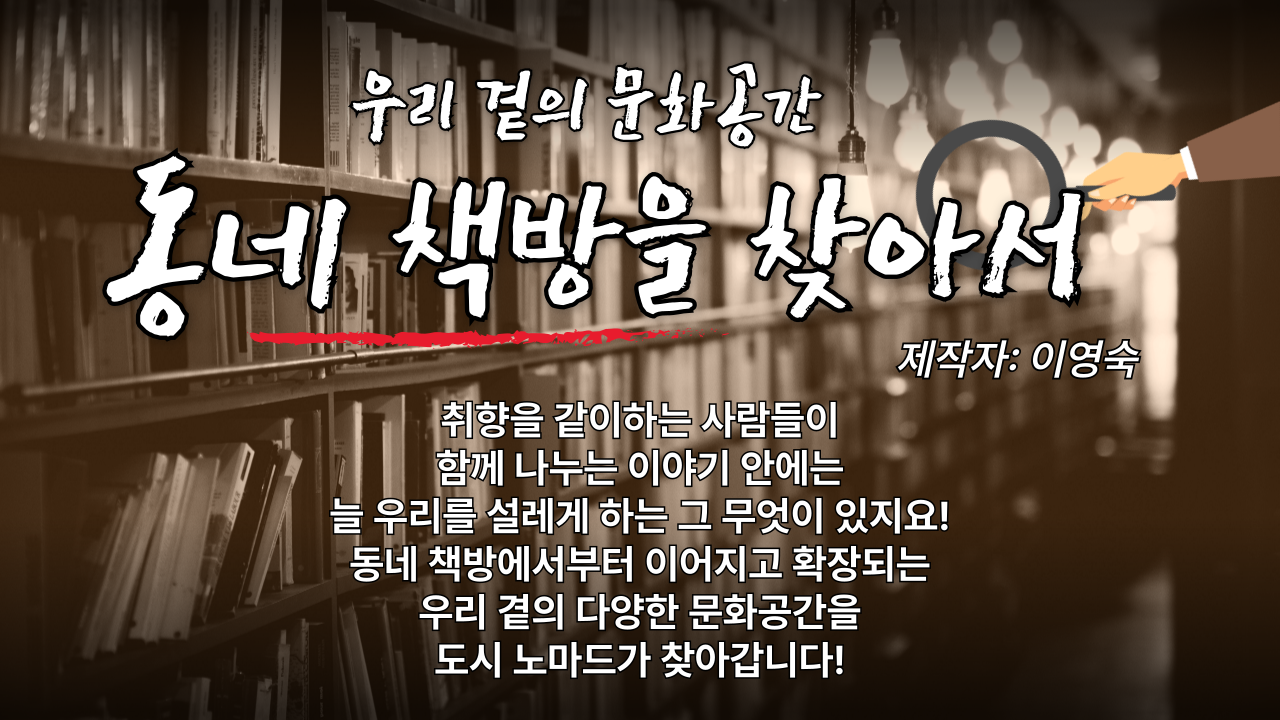 우리 곁의 문화공간
동네 책방을 찾아서
제작자: 이영숙
취향을 같이하는 사람들이
함께 나누는 이야기 안에는
늘 우리를 설레게 하는 그 무엇이 있지요!
동네 책방에서부터 이어지고 확장되는
우리 곁의 다양한 문화공간을
도시 노마드가 찾아갑니다!